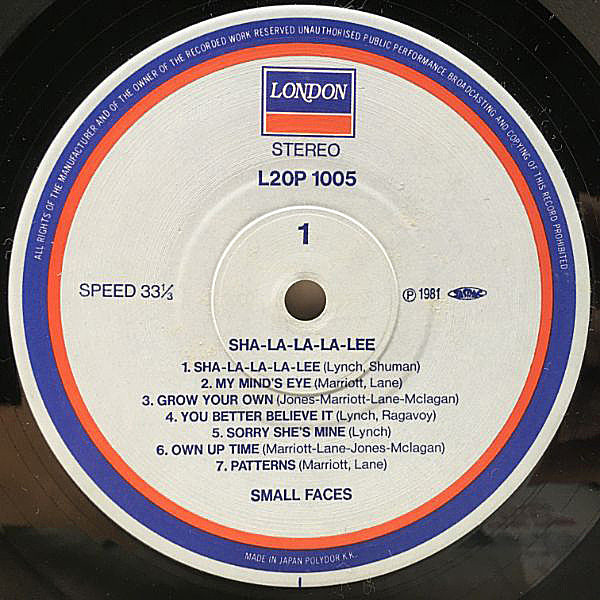 ALL RIGHTS OF THE MANUFACTURER AND OF THE OWNER OF THE RECORDED WORK RESERVED UNAUTHORISED PUBLIC PERFORMANCE BROADCASTING AND COPYING OF THIS RECORD PROHIBITED
LONDON
STEREO
L20P 1005
1
SPEED 33⅓
Ⓟ 1981 JASRAC
SHA-LA-LA-LA-LEE
1. SHA-LA-LA-LA-LEE (Lynch, Shuman)
2. MY MIND'S EYE (Marriott, Lane)
3. GROW YOUR OWN (Jones-Marriott-Lane-Mclagan)
4. YOU BETTER BELIEVE IT (Lynch, Ragavoy)
5. SORRY SHE'S MINE (Lynch)
6. OWN UP TIME (Marriott-Lane-Jones-Mclagan)
7. PATTERNS (Marriott, Lane)
SMALL FACES
MADE IN JAPAN POLYDOR K.K.